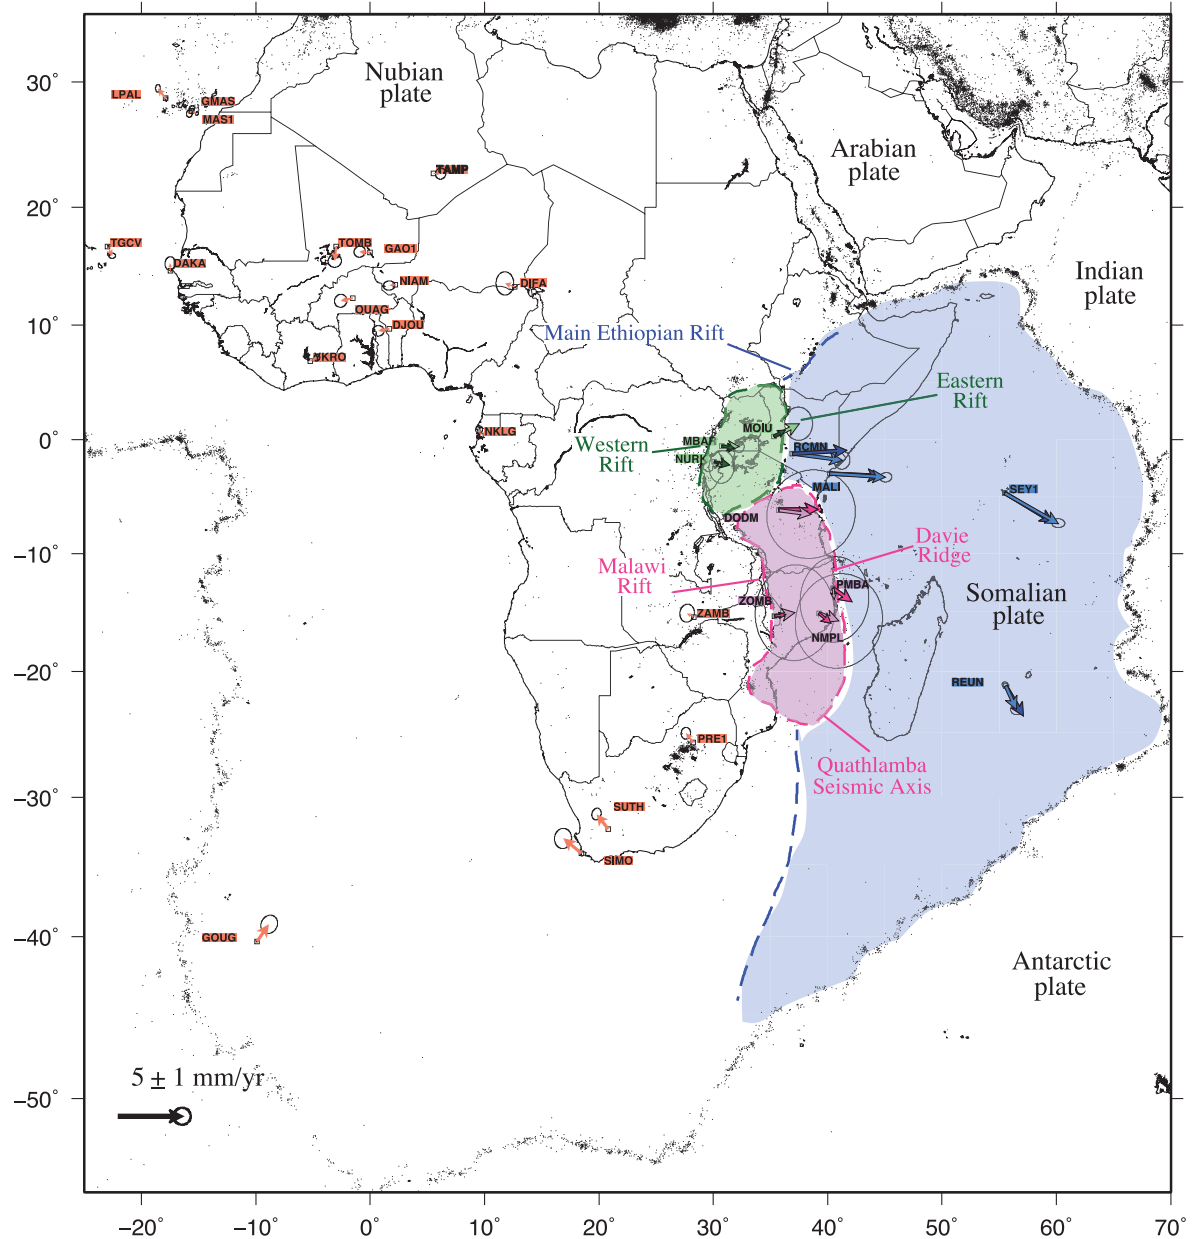 Nubian
plate
Arabian
plate
Indian
plate
Somalian
plate
Antarctic
plate
Main Ethiopian Rift
Eastern
Rift
Western
Rift
Malawi
Rift
Davie
Ridge
Quathlamba
Seismic Axis
LPAL
GMAS
MAS1
TAMP
TGCV
DAKA
TOMB
GAO1
NIAM
DIFA
OUAG
DJOU
YKRO
NKLG
MBAF
NURK
MOIU
RCMN
MALI
SEY1
DODM
PMBA
ZOMB
NMPL
ZAMB
REUN
PRE1
SUTH
SIMO
GOUG
5 ± 1 mm/yr
30°
20°
10°
0°
−10°
−20°
−30°
−40°
−50°
−20° −10° 0° 10° 20° 30° 40° 50° 60° 70°